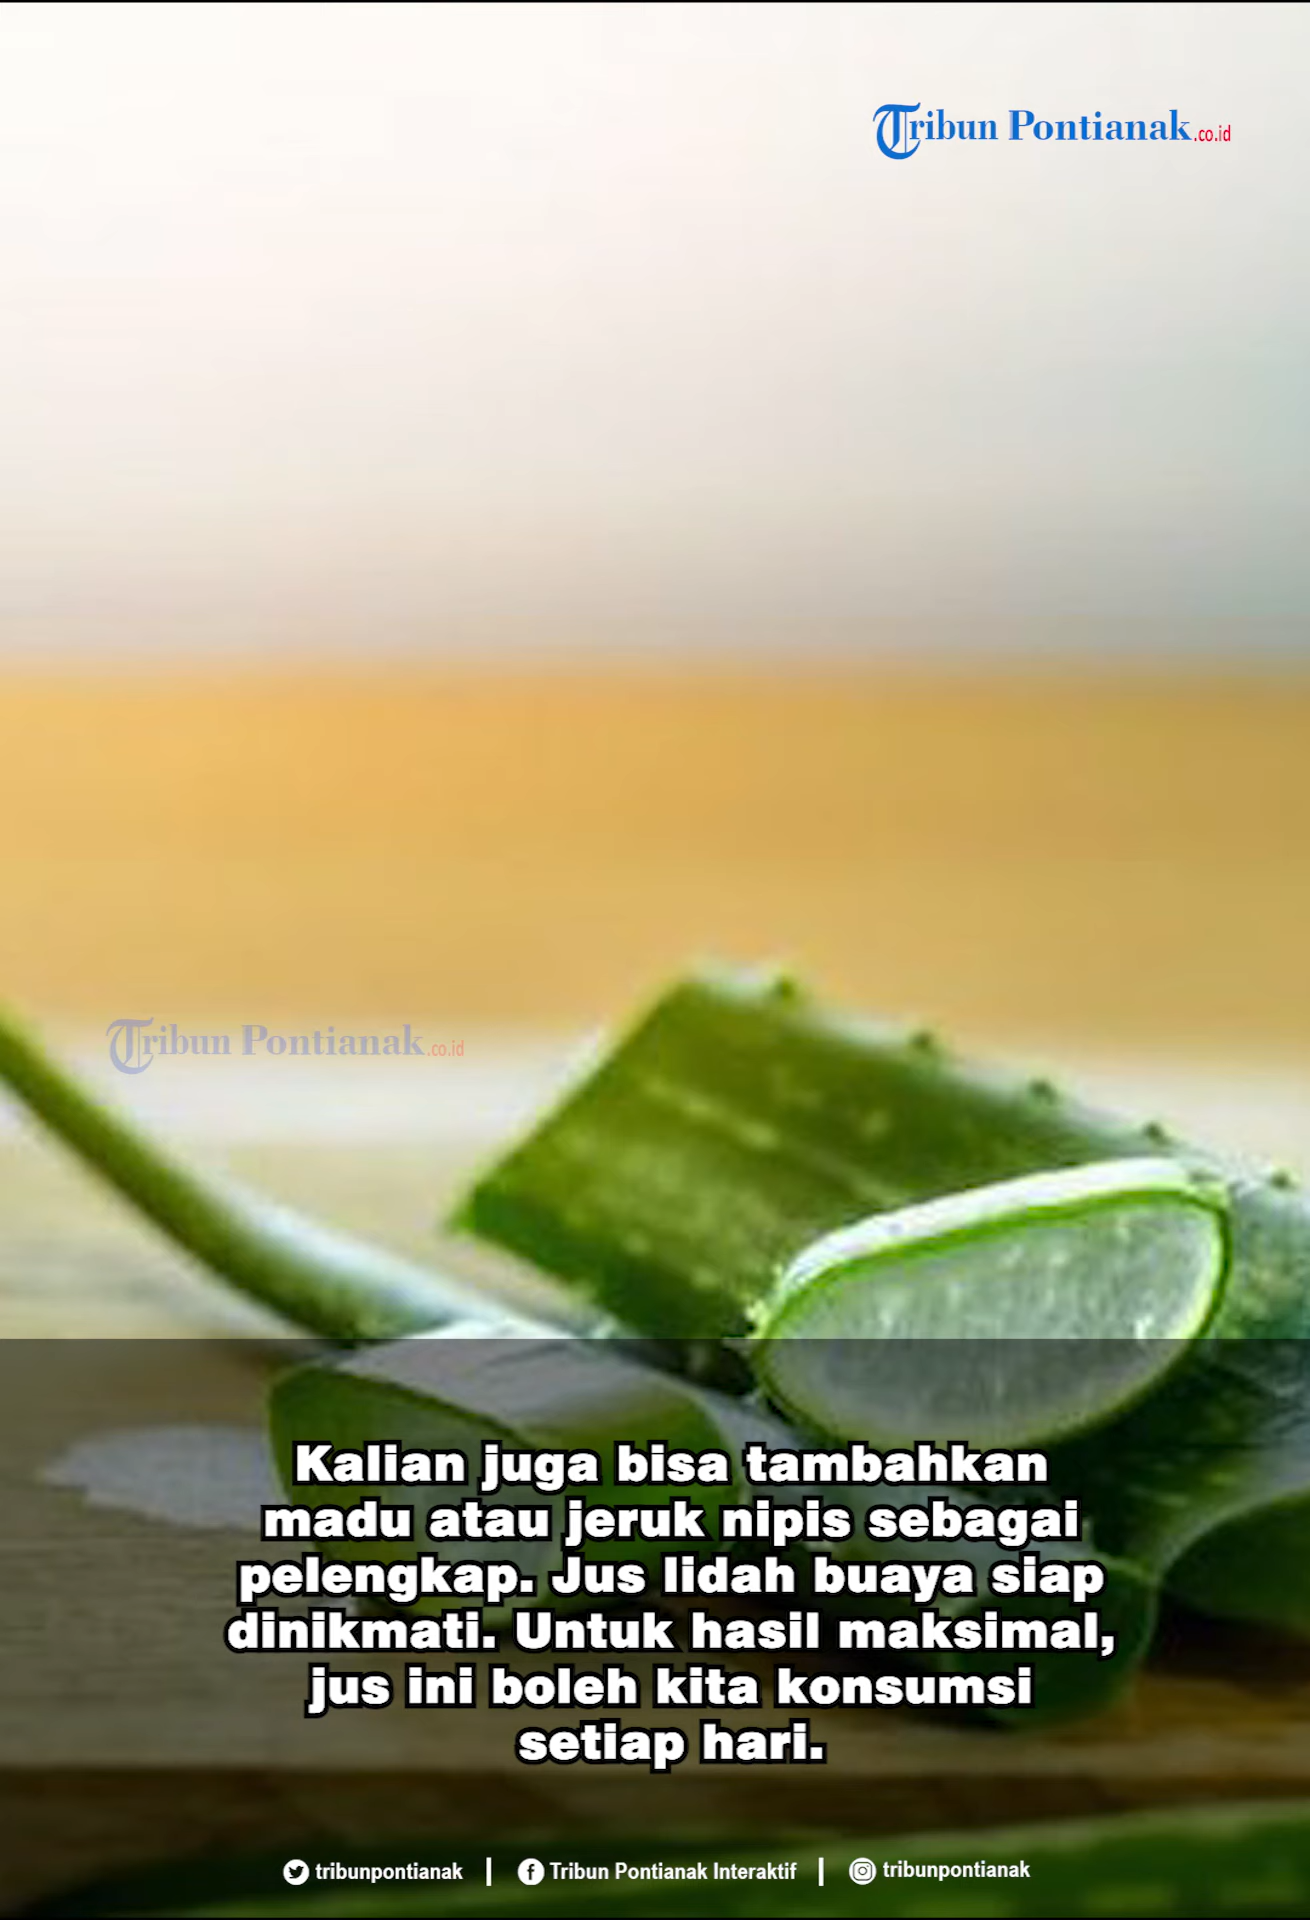 Tribun Pontianak.co.id
Tribun Pontianak.co.id
Kalian juga bisa tambahkan
madu atau jeruk nipis sebagai
pelengkap. Jus lidah buaya siap
dinikmati. Untuk hasil maksimal,
jus ini boleh kita konsumsi
setiap hari.
tribunpontianak | Tribun Pontianak Interaktif | tribunpontianak